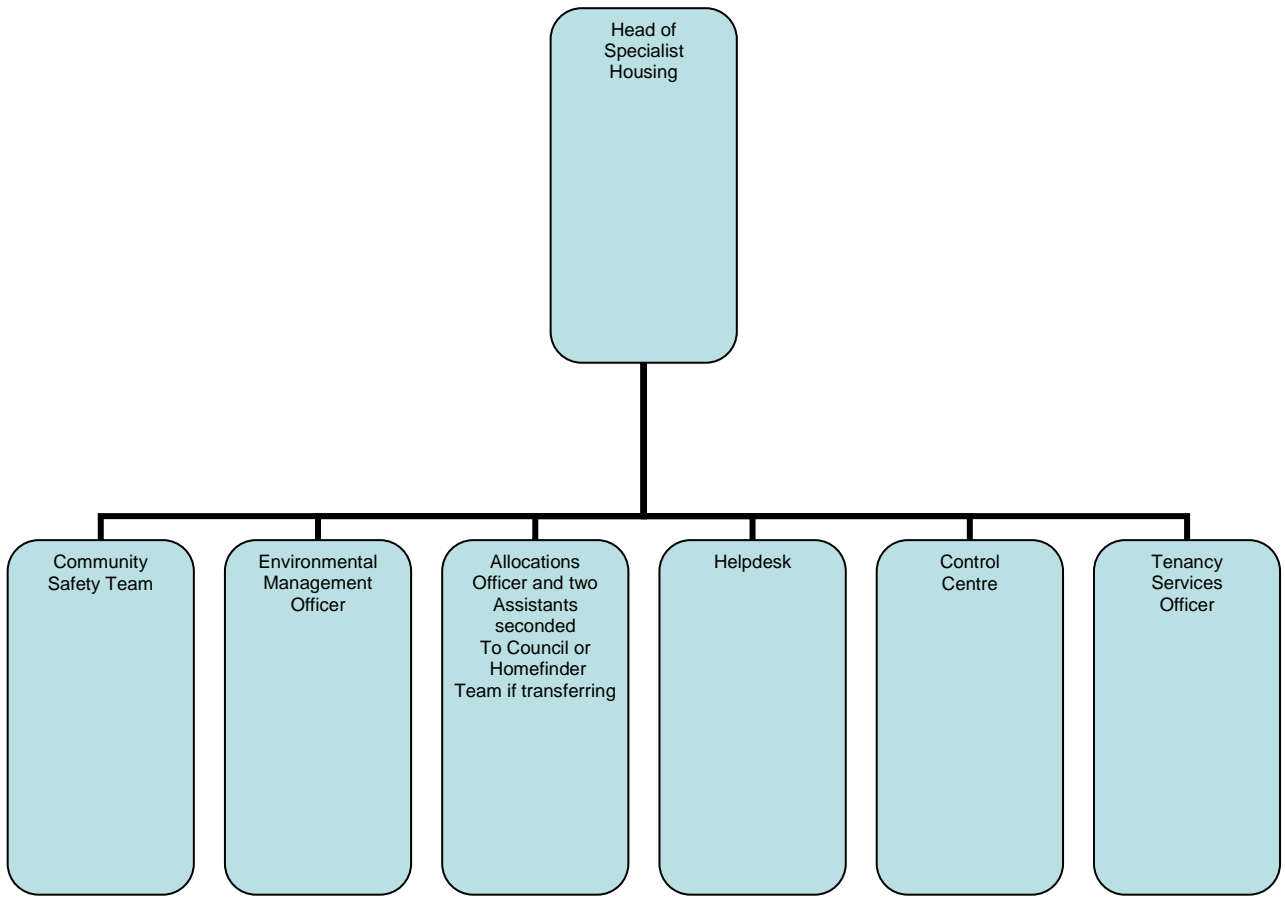 Head of
Specialist
Housing
Community
Safety Team
Environmental
Management
Officer
Allocations
Officer and two
Assistants
seconded
To Council or
Homefinder
Team if transferring
Helpdesk
Control
Centre
Tenancy
Services
Officer